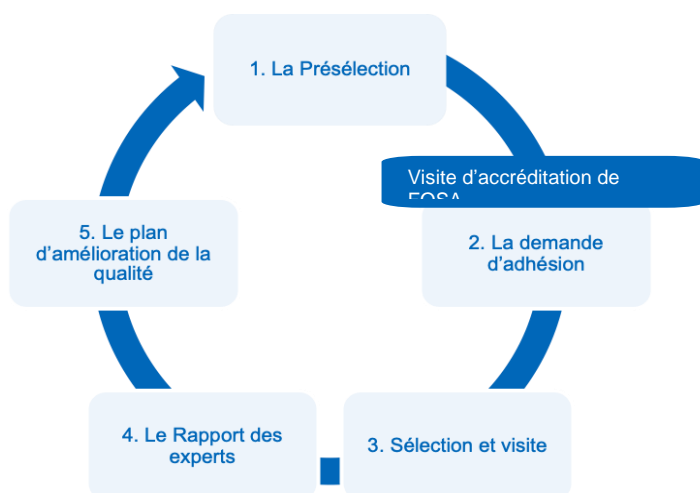 1. La Présélection
Visite d'accréditation de
2. La demande
d'adhésion
3. Sélection et visite
4. Le Rapport des
experts
5. Le plan
d'amélioration de la
qualité